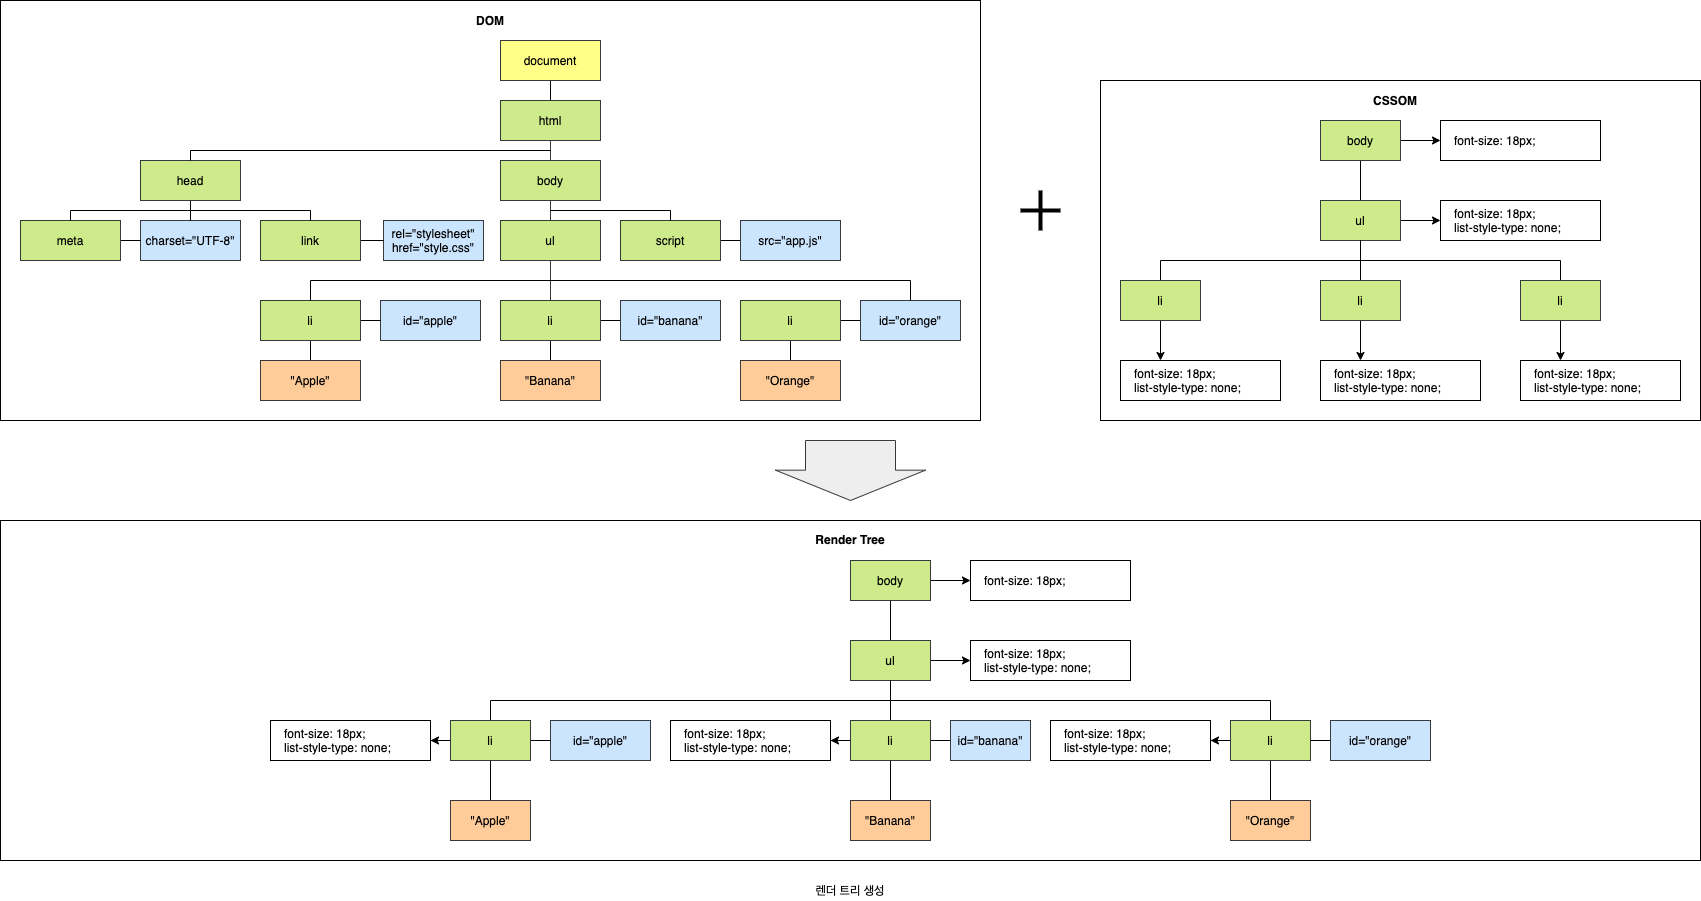 DOM
document
html
head
body
meta
charset="UTF-8"
link
rel="stylesheet"
href="style.css"
ul
script
src="app.js"
li
id="apple"
li
id="banana"
li
id="orange"
"Apple"
"Banana"
"Orange"
CSSOM
body
font-size: 18px;
ul
font-size: 18px;
list-style-type: none;
li
li
li
font-size: 18px;
list-style-type: none;
font-size: 18px;
list-style-type: none;
font-size: 18px;
list-style-type: none;
Render Tree
body
font-size: 18px;
ul
font-size: 18px;
list-style-type: none;
font-size: 18px;
list-style-type: none;
li
id="apple"
font-size: 18px;
list-style-type: none;
li
id="banana"
font-size: 18px;
list-style-type: none;
li
id="orange"
"Apple"
"Banana"
"Orange"
렌더 트리 생성